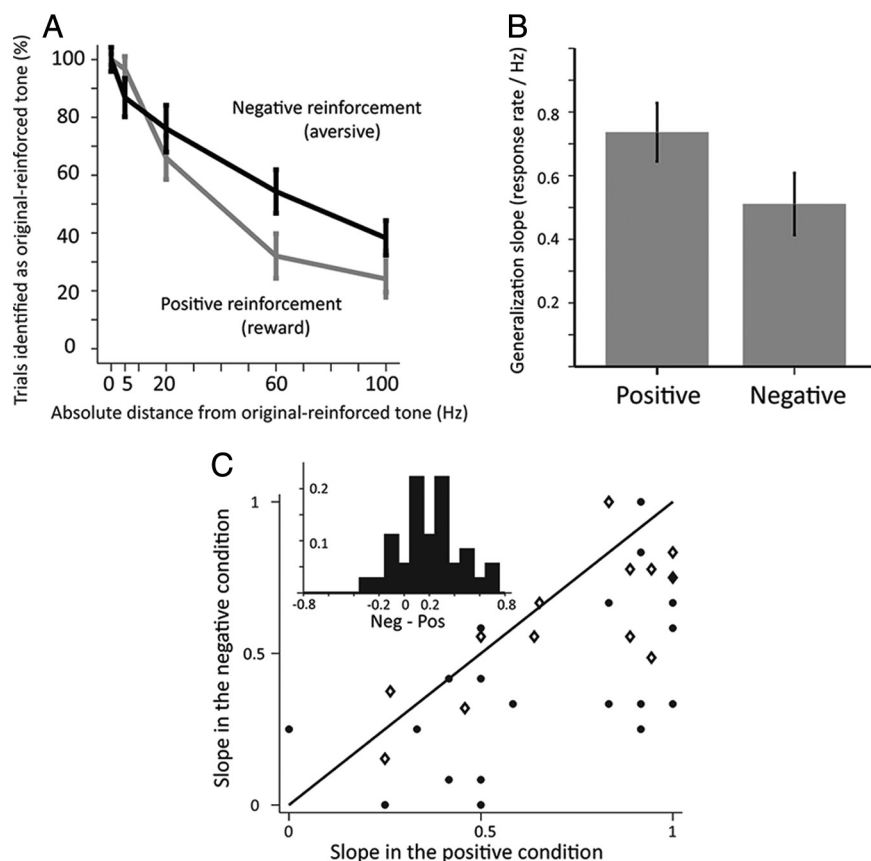 A
Trials identified as original-reinforced tone (%)
100
80
60
40
20
0
Negative reinforcement
(aversive)
Positive reinforcement
(reward)
0 5 20 60 100
Absolute distance from original-reinforced tone (Hz)
B
Generalization slope (response rate / Hz)
0.8
0.6
0.4
0.2
Positive Negative
C
Slope in the negative condition
1
0.5
0
0.2
0.1
-0.8 -0.2 0 0.2 0.8
Neg - Pos
0 0.5 1
Slope in the positive condition